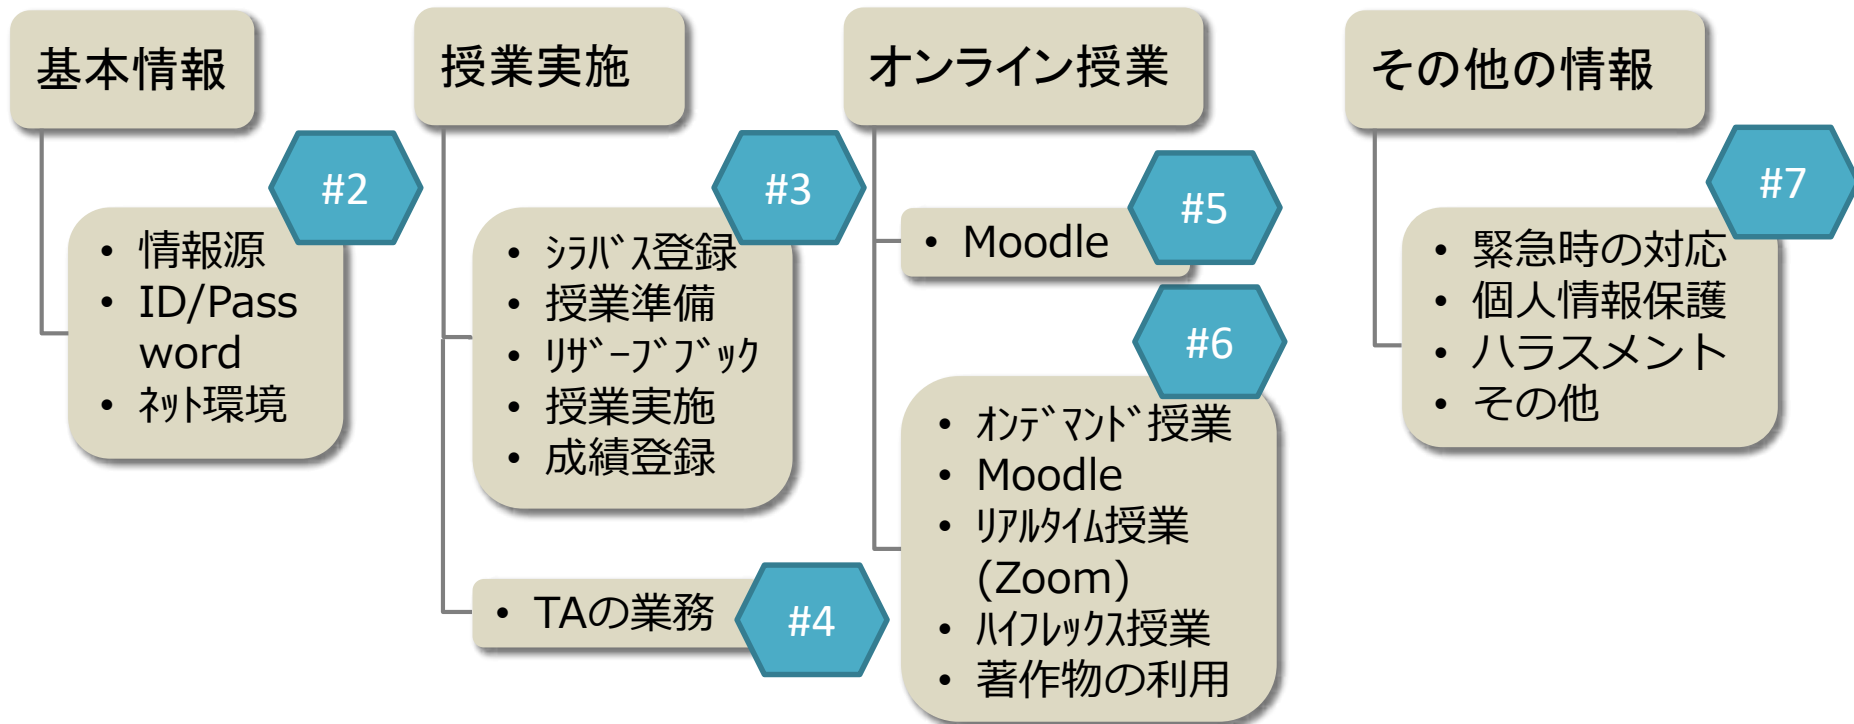 基本情報
#2
• 情報源
• ID/Pass
word
• ﾈｯﾄ環境
授業実施
#3
• ｼﾗﾊﾞｽ登録
• 授業準備
• ﾘｻﾞｰﾌﾞﾌﾞｯｸ
• 授業実施
• 成績登録
• TAの業務
#4
オンライン授業
• Moodle
#5
#6
• ｵﾝﾃﾞﾏﾝﾄﾞ授業
• Moodle
• ﾘｱﾙﾀｲﾑ授業
(Zoom)
• ﾊｲﾌﾚｯｸｽ授業
• 著作物の利用
その他の情報
#7
• 緊急時の対応
• 個人情報保護
• ハラスメント
• その他